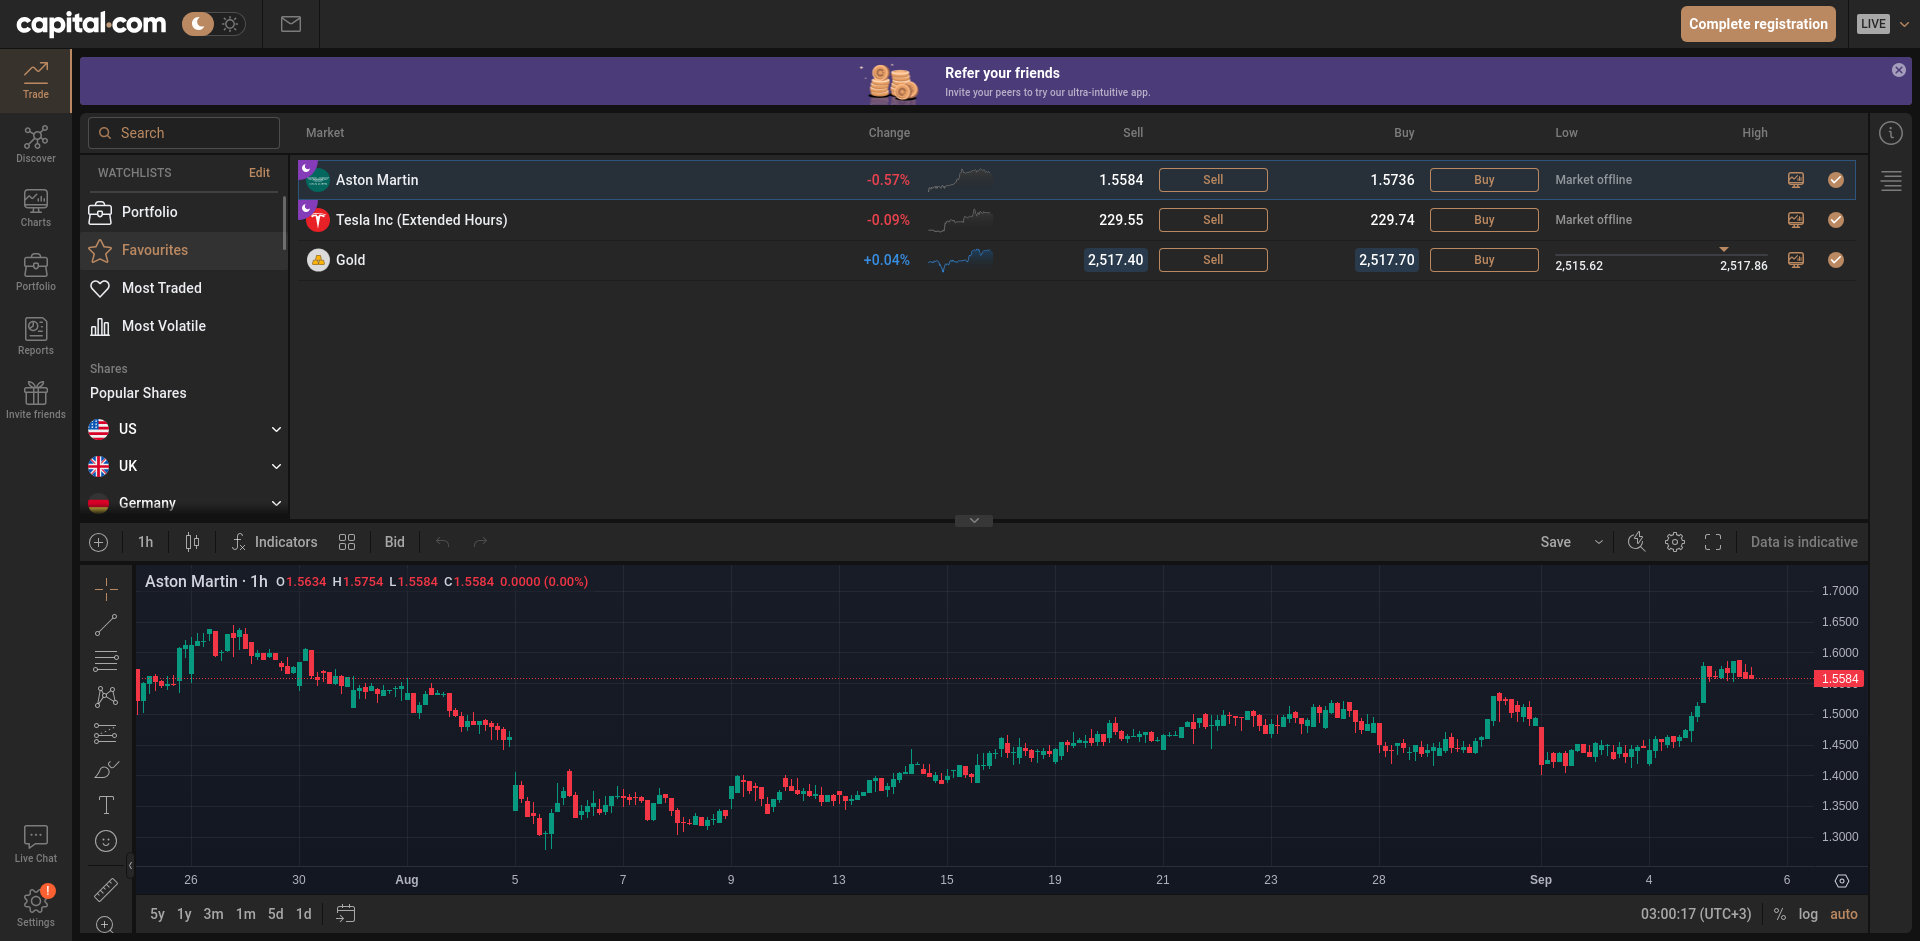 capital.com
Complete registration
LIVE
Refer your friends
Invite your peers to try our ultra-intuitive app.
Trade
Discover
Charts
Portfolio
Reports
Invite friends
Live Chat
!
Settings
Search
WATCHLISTS Edit
Portfolio
Favourites
Most Traded
Most Volatile
Shares
Popular Shares
US
UK
Germany
Market Change Sell Buy Low High
Aston Martin -0.57% 1.5584 Sell 1.5736 Buy Market offline
Tesla Inc (Extended Hours) -0.09% 229.55 Sell 229.74 Buy Market offline
Gold +0.04% 2,517.40 Sell 2,517.70 Buy 2,515.62 2,517.86
1h Indicators Bid Save Data is indicative
Aston Martin · 1h O1.5634 H1.5754 L1.5584 C1.5584 0.0000 (0.00%)
1.7000
1.6500
1.6000
1.5584
1.5000
1.4500
1.4000
1.3500
1.3000
26 30 Aug 5 7 9 13 15 19 21 23 28 Sep 4 6
5y 1y 3m 1m 5d 1d 03:00:17 (UTC+3) % log auto